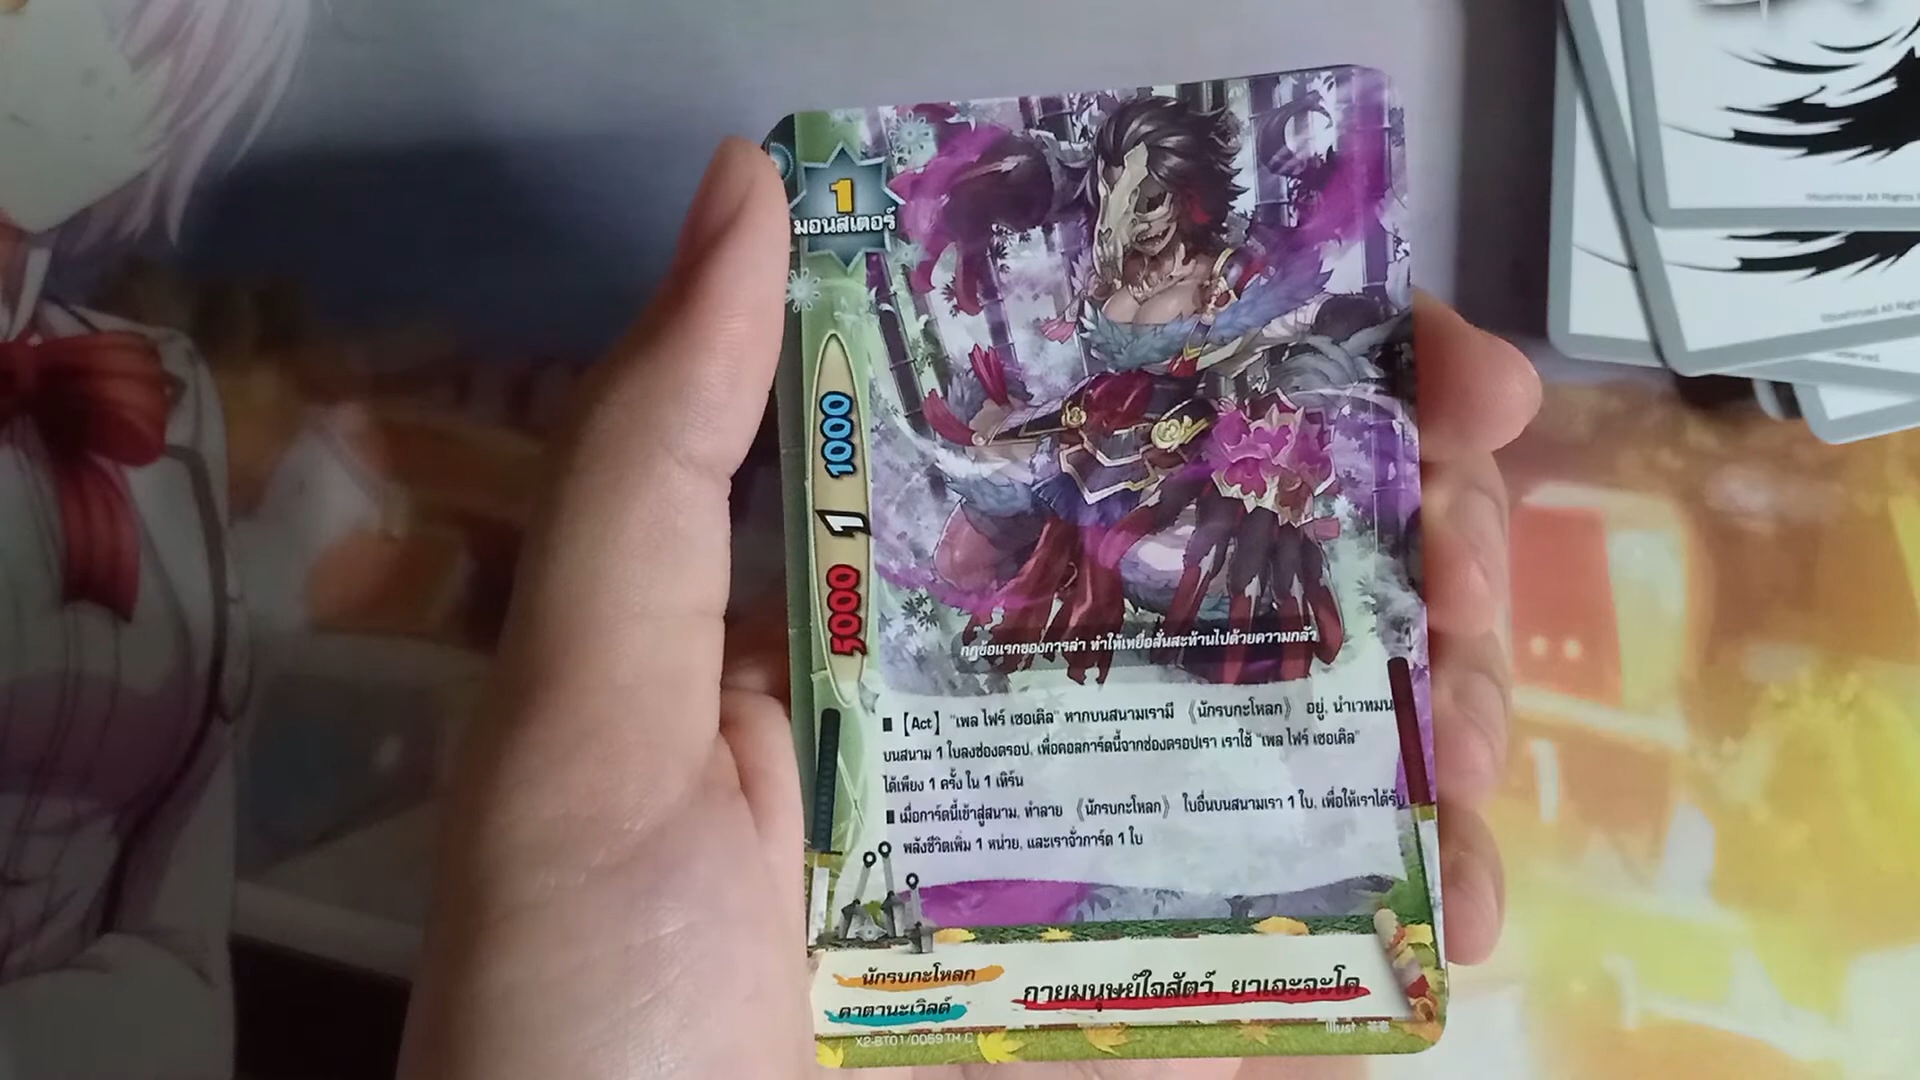 1
มอนสเตอร์
5000 1 1000
กฎข้อแรกของการล่า ทำให้เหยื่อสั่นสะท้านไปด้วยความกลัว
■【Act】 "เพล ไฟร์ เซอเคิล" หากบนสนามเรามี 《นักรบกะโหลก》 อยู่, นำเวทมน
บนสนาม 1 ใบลงช่องดรอป, เพื่อคอลการ์ดนี้จากช่องดรอปเรา เราใช้ "เพล ไฟร์ เซอเคิล"
ได้เพียง 1 ครั้ง ใน 1 เทิร์น
■ เมื่อการ์ดนี้เข้าสู่สนาม, ทำลาย 《นักรบกะโหลก》 ใบอื่นบนสนามเรา 1 ใบ, เพื่อให้เราได้รับ
พลังชีวิตเพิ่ม 1 หน่วย, และเราจั่วการ์ด 1 ใบ
นักรบกะโหลก
คาตานะเวิลด์
กายมนุษย์ใจสัตว์, ยาเอะจะโด
X2-BT01/0059TH C
Illust :
All Rights
All Righ
served.